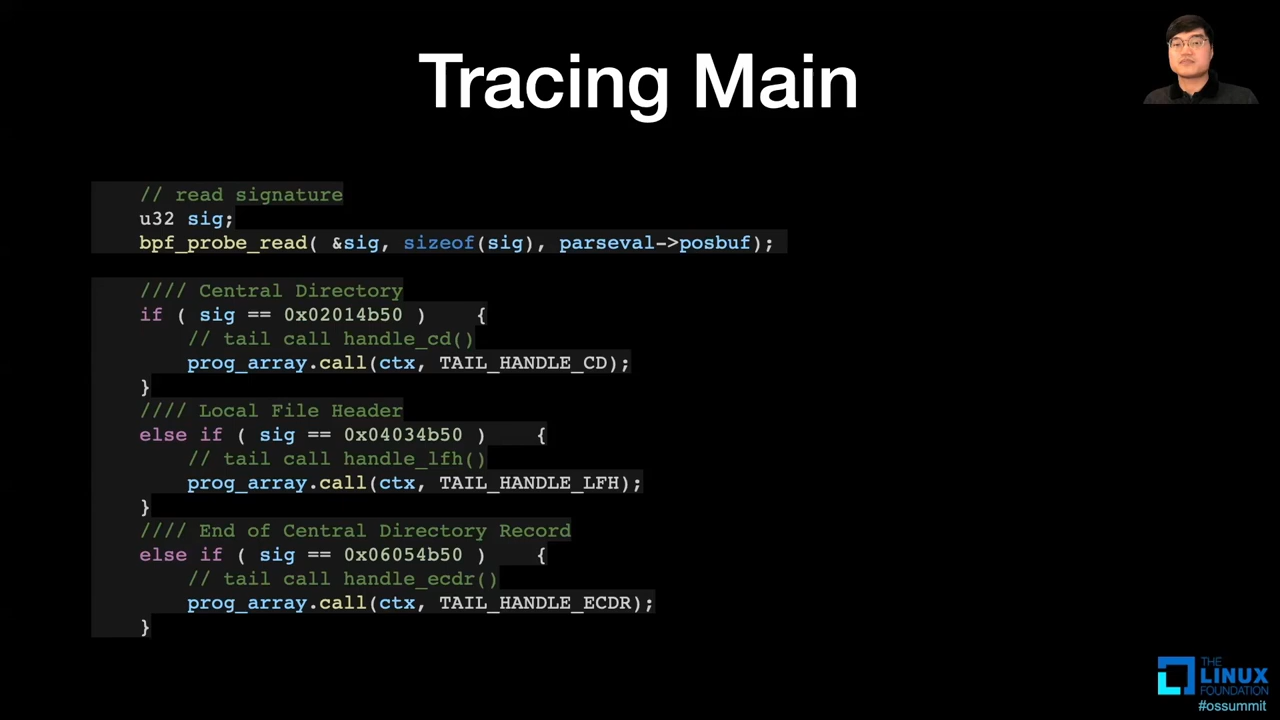 Tracing Main
// read signature
u32 sig;
bpf_probe_read( &sig, sizeof(sig), parseval->posbuf);
//// Central Directory
if ( sig == 0x02014b50 )    {
// tail call handle_cd()
prog_array.call(ctx, TAIL_HANDLE_CD);
}
//// Local File Header
else if ( sig == 0x04034b50 )    {
// tail call handle_lfh()
prog_array.call(ctx, TAIL_HANDLE_LFH);
}
//// End of Central Directory Record
else if ( sig == 0x06054b50 )    {
// tail call handle_ecdr()
prog_array.call(ctx, TAIL_HANDLE_ECDR);
}
THE
LINUX
FOUNDATION
#ossummit